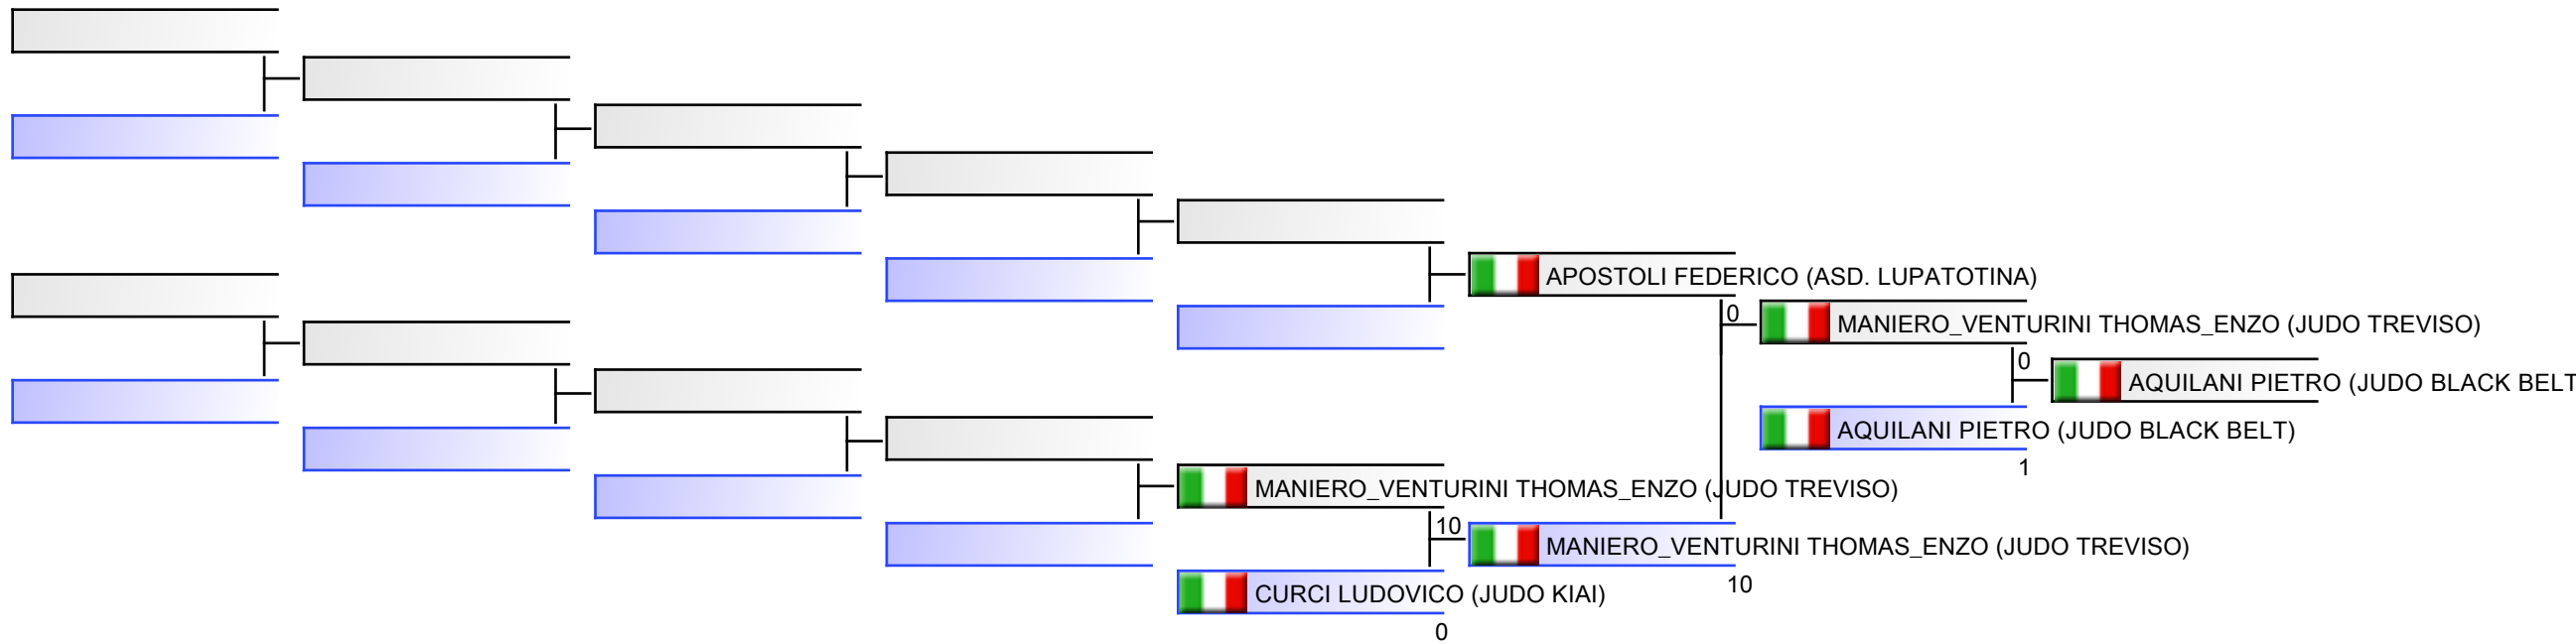 APOSTOLI FEDERICO (ASD. LUPATOTINA)
0
MANIERO_VENTURINI THOMAS_ENZO (JUDO TREVISO)
0
AQUILANI PIETRO (JUDO BLACK BELT
AQUILANI PIETRO (JUDO BLACK BELT)
1
MANIERO_VENTURINI THOMAS_ENZO (JUDO TREVISO)
10
MANIERO_VENTURINI THOMAS_ENZO (JUDO TREVISO)
10
CURCI LUDOVICO (JUDO KIAI)
0